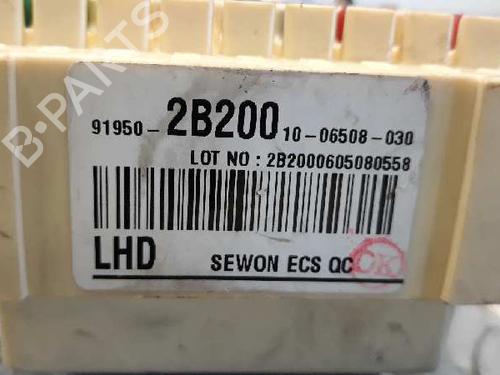 B-PARTS
91950- 2B200 10-06508-030
LOT NO : 2B2000605080558
LHD SEWON ECS QC OK